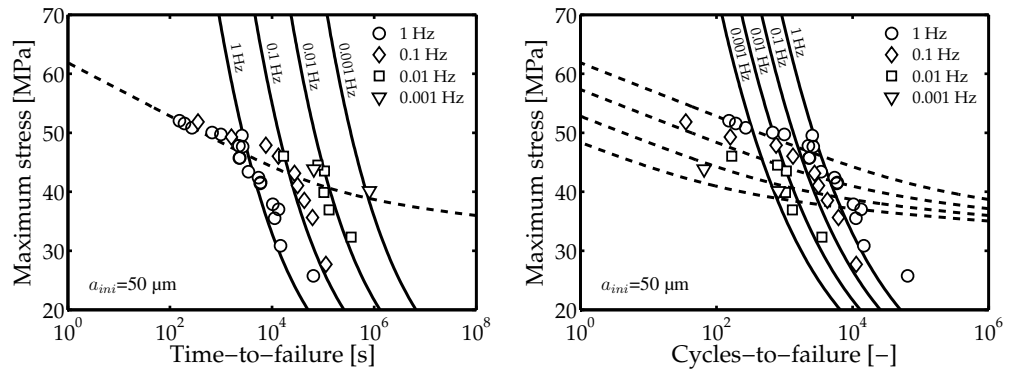 Maximum stress [MPa]
70
60
50
40
30
20
1 Hz
0.1 Hz
0.01 Hz
0.001 Hz
1 Hz
0.1 Hz
0.01 Hz
0.001 Hz
a_ini=50 µm
10^0
10^2
10^4
10^6
10^8
Time−to−failure [s]
Maximum stress [MPa]
70
60
50
40
30
20
0.001 Hz
0.01 Hz
0.1 Hz
1 Hz
1 Hz
0.1 Hz
0.01 Hz
0.001 Hz
a_ini=50 µm
10^0
10^2
10^4
10^6
Cycles−to−failure [−]